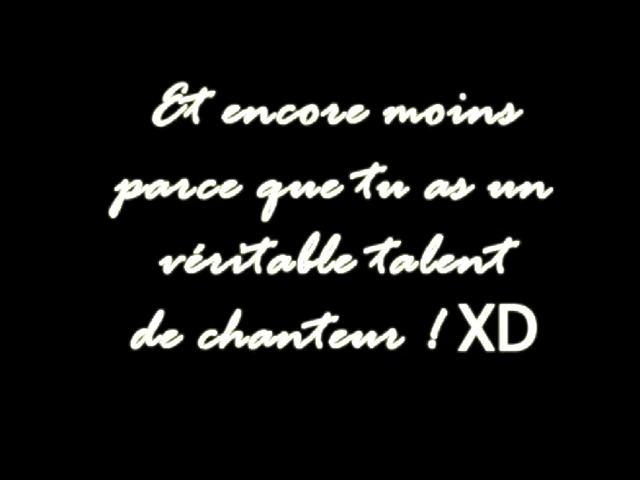 Et encore moins
parce que tu as un
véritable talent
de chanteur ! XD